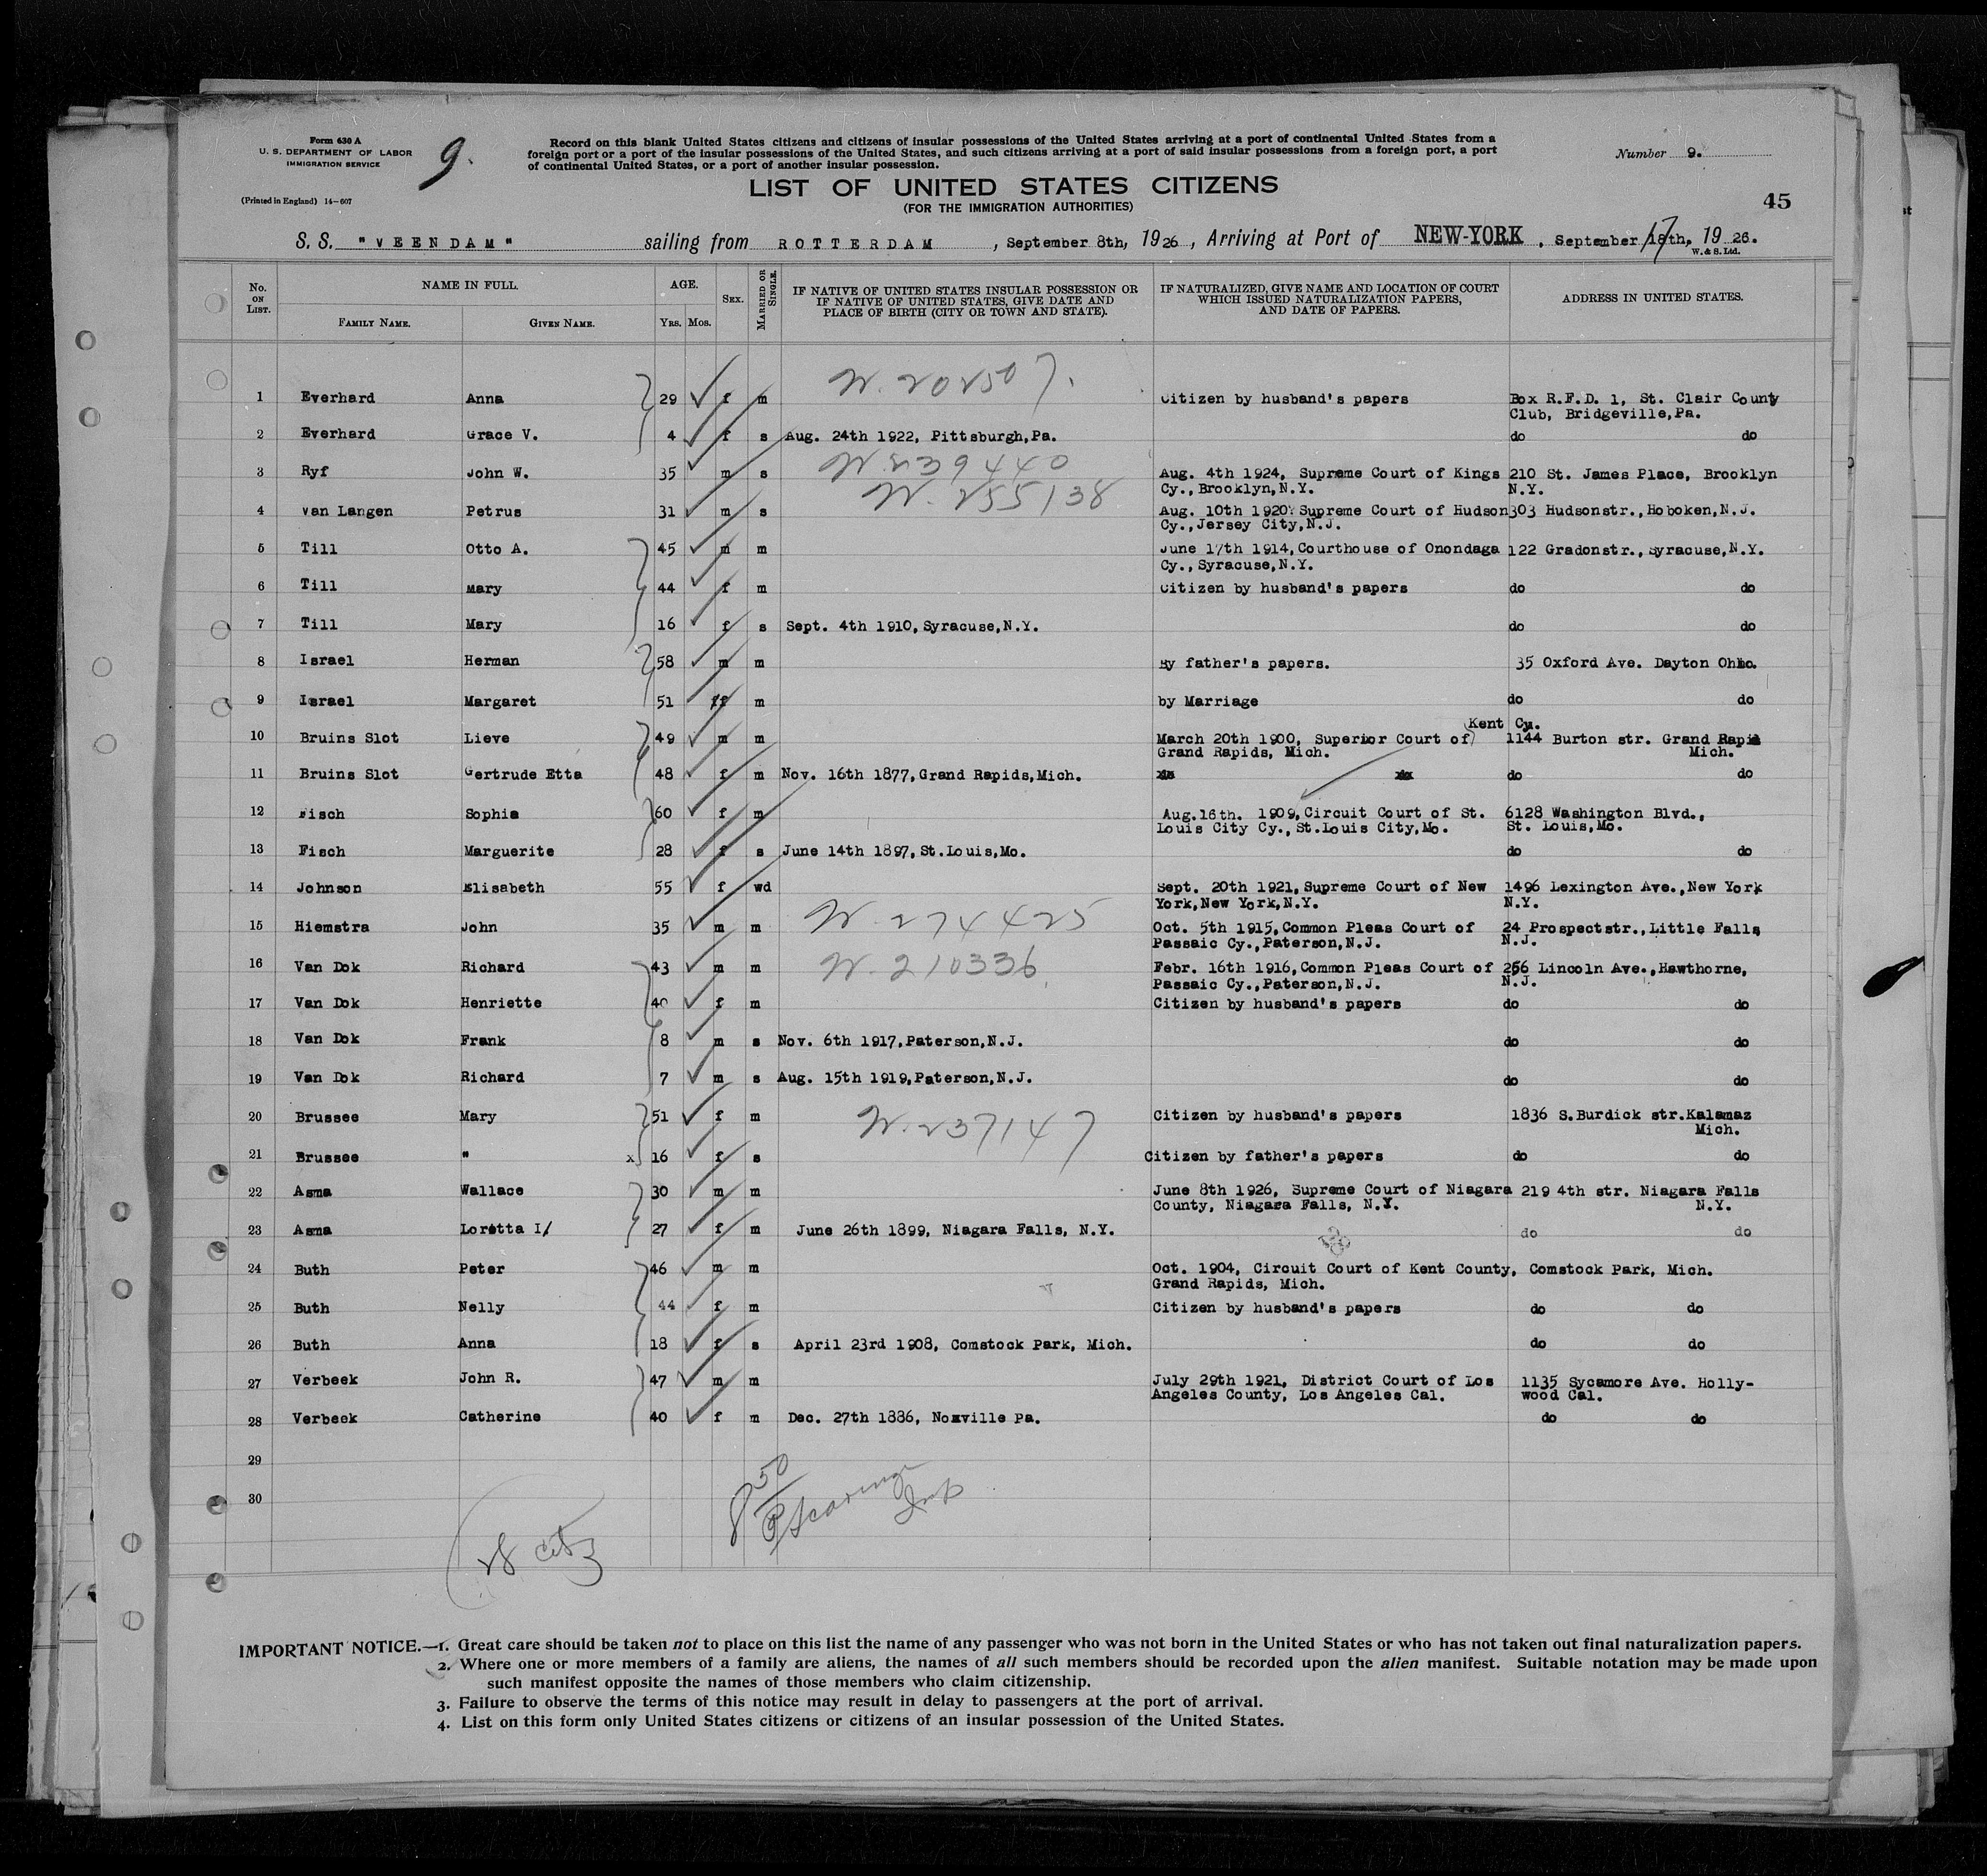 Form 630 A
U. S. DEPARTMENT OF LABOR
IMMIGRATION SERVICE
(Printed in England) 14-607
9.
Record on this blank United States citizens and citizens of insular possessions of the United States arriving at a port of continental United States from a
foreign port or a port of the insular possessions of the United States, and such citizens arriving at a port of said insular possessions from a foreign port, a port
of continental United States, or a port of another insular possession.
Number 9.
LIST OF UNITED STATES CITIZENS
(FOR THE IMMIGRATION AUTHORITIES)
45
S. S. "VEENDAM" sailing from ROTTERDAM, September 8th, 1926, Arriving at Port of NEW-YORK, September 17 18th, 1926.
W. & S. Ltd.
No. ON LIST. NAME IN FULL. FAMILY NAME. GIVEN NAME. AGE. Yrs. Mos. SEX. MARRIED OR SINGLE. IF NATIVE OF UNITED STATES INSULAR POSSESSION OR IF NATIVE OF UNITED STATES, GIVE DATE AND PLACE OF BIRTH (CITY OR TOWN AND STATE). IF NATURALIZED, GIVE NAME AND LOCATION OF COURT WHICH ISSUED NATURALIZATION PAPERS, AND DATE OF PAPERS. ADDRESS IN UNITED STATES.
N. 202507.
1 Everhard Anna 29 f m Citizen by husband's papers Box R.F.D. 1, St. Clair County
Club, Bridgeville,Pa.
2 Everhard Grace V. 4 f s Aug. 24th 1922, Pittsburgh,Pa. do do
N. 239440
3 Ryf John W. 35 m s Aug. 4th 1924, Supreme Court of Kings 210 St. James Place, Brooklyn
Cy., Brooklyn,N.Y. N.Y.
N. 255138
4 van Langen Petrus 31 m s Aug. 10th 1920 Supreme Court of Hudson 303 Hudsonstr., Hoboken,N.J.
Cy.,Jersey City,N.J.
5 Till Otto A. 45 m m June 17th 1914,Courthouse of Onondaga 122 Gradonstr., Syracuse,N.Y.
Cy., Syracuse,N.Y.
6 Till Mary 44 f m Citizen by husband's papers do do
7 Till Mary 16 f s Sept. 4th 1910,Syracuse,N.Y. do do
8 Israel Herman 58 m m By father's papers. 35 Oxford Ave. Dayton Ohio.
9 Israel Margaret 51 f m by Marriage do do
Kent Cy.
10 Bruins Slot Lieve 49 m m March 20th 1900, Superior Court of 1144 Burton str. Grand Rapid
Grand Rapids, Mich. Mich.
11 Bruins Slot Gertrude Etta 48 f m Nov. 16th 1877,Grand Rapids,Mich. do do
12 Fisch Sophia 60 f m Aug.16th. 1909,Circuit Court of St. 6128 Washington Blvd.,
Louis City Cy., St.Louis City,Mo. St. Louis,Mo.
13 Fisch Marguerite 28 f s June 14th 1897,St.Louis,Mo. do do
14 Johnson Elisabeth 55 f wd Sept. 20th 1921,Supreme Court of New 1496 Lexington Ave.,New York
York,New York,N.Y. N.Y.
N. 274425
15 Hiemstra John 35 m m Oct. 5th 1915,Common Pleas Court of 24 Prospectstr.,Little Falls
Passaic Cy.,Paterson,N.J. N.J.
N. 210336
16 Van Dok Richard 43 m m Febr. 16th 1916,Common Pleas Court of 256 Lincoln Ave.,Hawthorne,
Passaic Cy.,Paterson,N.J. N.J.
17 Van Dok Henriette 40 f m Citizen by husband's papers do do
18 Van Dok Frank 8 m s Nov. 6th 1917,Paterson,N.J. do do
19 Van Dok Richard 7 m s Aug. 15th 1919,Paterson,N.J. do do
20 Brussee Mary 51 f m Citizen by husband's papers 1836 S.Burdick str.Kalamaz
Mich.
N. 237147
21 Brussee " x 16 f s Citizen by father's papers do do
22 Asma Wallace 30 m m June 8th 1926, Supreme Court of Niagara 219 4th str. Niagara Falls
County, Niagara Falls, N.Y. N.Y.
23 Asma Loretta I/ 27 f m June 26th 1899, Niagara Falls, N.Y. do do
24 Buth Peter 46 m m Oct. 1904, Circuit Court of Kent County, Comstock Park, Mich.
Grand Rapids, Mich.
25 Buth Nelly 44 f m Citizen by husband's papers do do
26 Buth Anna 18 f s April 23rd 1908, Comstock Park, Mich. do do
27 Verbeek John R. 47 m m July 29th 1921, District Court of Los 1135 Sycamore Ave. Holly-
Angeles County, Los Angeles Cal. wood Cal.
28 Verbeek Catherine 40 f m Dec. 27th 1886, Noxville Pa. do do
29
30
28 citz
IMPORTANT NOTICE.—1. Great care should be taken not to place on this list the name of any passenger who was not born in the United States or who has not taken out final naturalization papers.
2. Where one or more members of a family are aliens, the names of all such members should be recorded upon the alien manifest. Suitable notation may be made upon
such manifest opposite the names of those members who claim citizenship.
3. Failure to observe the terms of this notice may result in delay to passengers at the port of arrival.
4. List on this form only United States citizens or citizens of an insular possession of the United States.